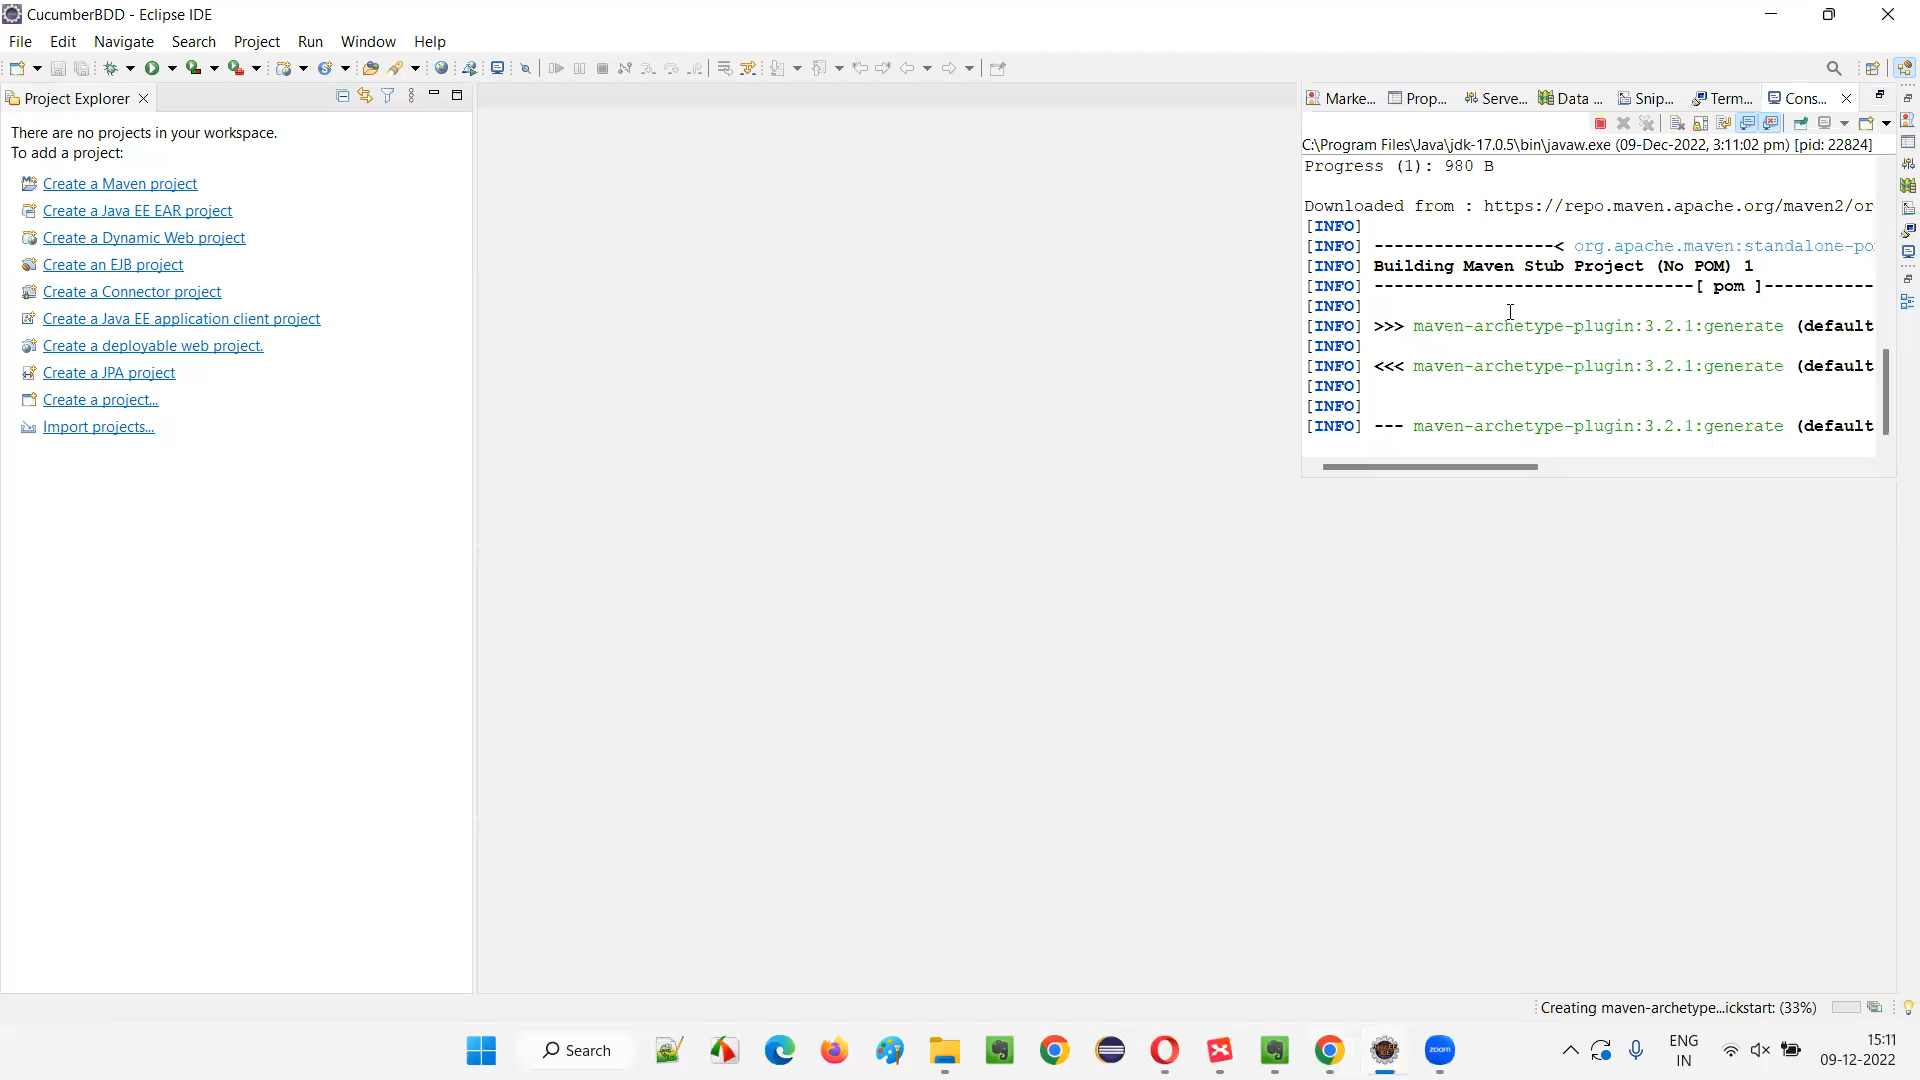 CucumberBDD - Eclipse IDE
File Edit Navigate Search Project Run Window Help
Project Explorer
There are no projects in your workspace.
To add a project:
Create a Maven project
Create a Java EE EAR project
Create a Dynamic Web project
Create an EJB project
Create a Connector project
Create a Java EE application client project
Create a deployable web project.
Create a JPA project
Create a project...
Import projects...
Marke... Prop... Serve... Data ... Snip... Term... Cons...
C:\Program Files\Java\jdk-17.0.5\bin\javaw.exe (09-Dec-2022, 3:11:02 pm) [pid: 22824]
Progress (1): 980 B
Downloaded from : https://repo.maven.apache.org/maven2/or
[INFO]
[INFO] ------------------< org.apache.maven:standalone-po
[INFO] Building Maven Stub Project (No POM) 1
[INFO] --------------------------------[ pom ]-----------
[INFO]
[INFO] >>> maven-archetype-plugin:3.2.1:generate (default
[INFO]
[INFO] <<< maven-archetype-plugin:3.2.1:generate (default
[INFO]
[INFO]
[INFO] --- maven-archetype-plugin:3.2.1:generate (default
Creating maven-archetype...ickstart: (33%)
Search
zoom
ENG
IN
15:11
09-12-2022